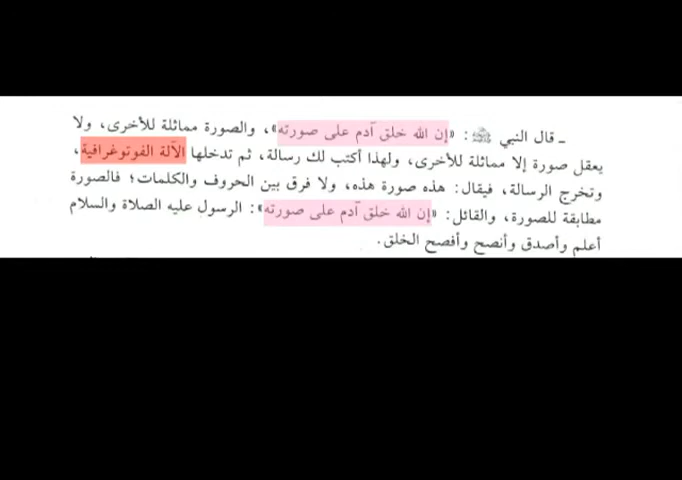 ـ قال النبي ﷺ: «إن الله خلق آدم على صورته»، والصورة مماثلة للأخرى، ولا
يعقل صورة إلا مماثلة للأخرى، ولهذا أكتب لك رسالة، ثم تدخلها الآلة الفوتوغرافية،
وتخرج الرسالة، فيقال: هذه صورة هذه، ولا فرق بين الحروف والكلمات؛ فالصورة
مطابقة للصورة، والقائل: «إن الله خلق آدم على صورته»: الرسول عليه الصلاة والسلام
أعلم وأصدق وأنصح وأفصح الخلق.